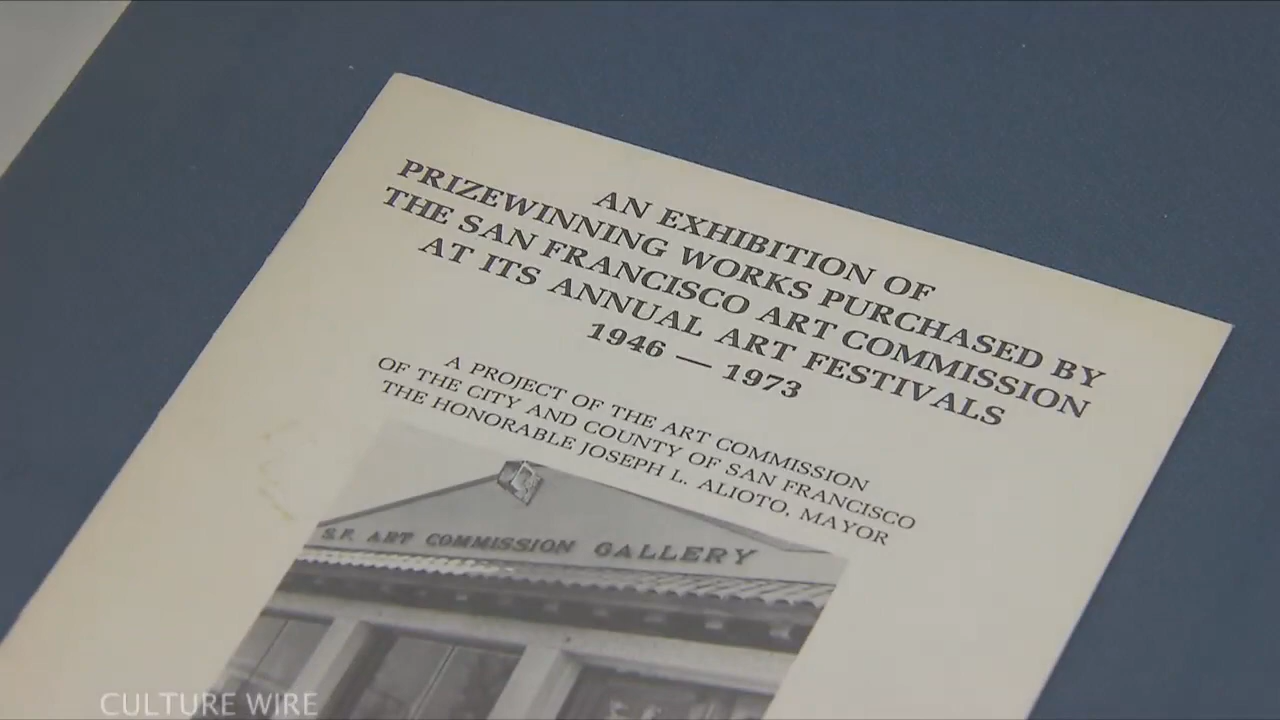 AN EXHIBITION OF
PRIZEWINNING WORKS PURCHASED BY
THE SAN FRANCISCO ART COMMISSION
AT ITS ANNUAL ART FESTIVALS
1946 — 1973
A PROJECT OF THE ART COMMISSION
OF THE CITY AND COUNTY OF SAN FRANCISCO
THE HONORABLE JOSEPH L. ALIOTO, MAYOR
S.F. ART COMMISSION GALLERY
CULTURE WIRE